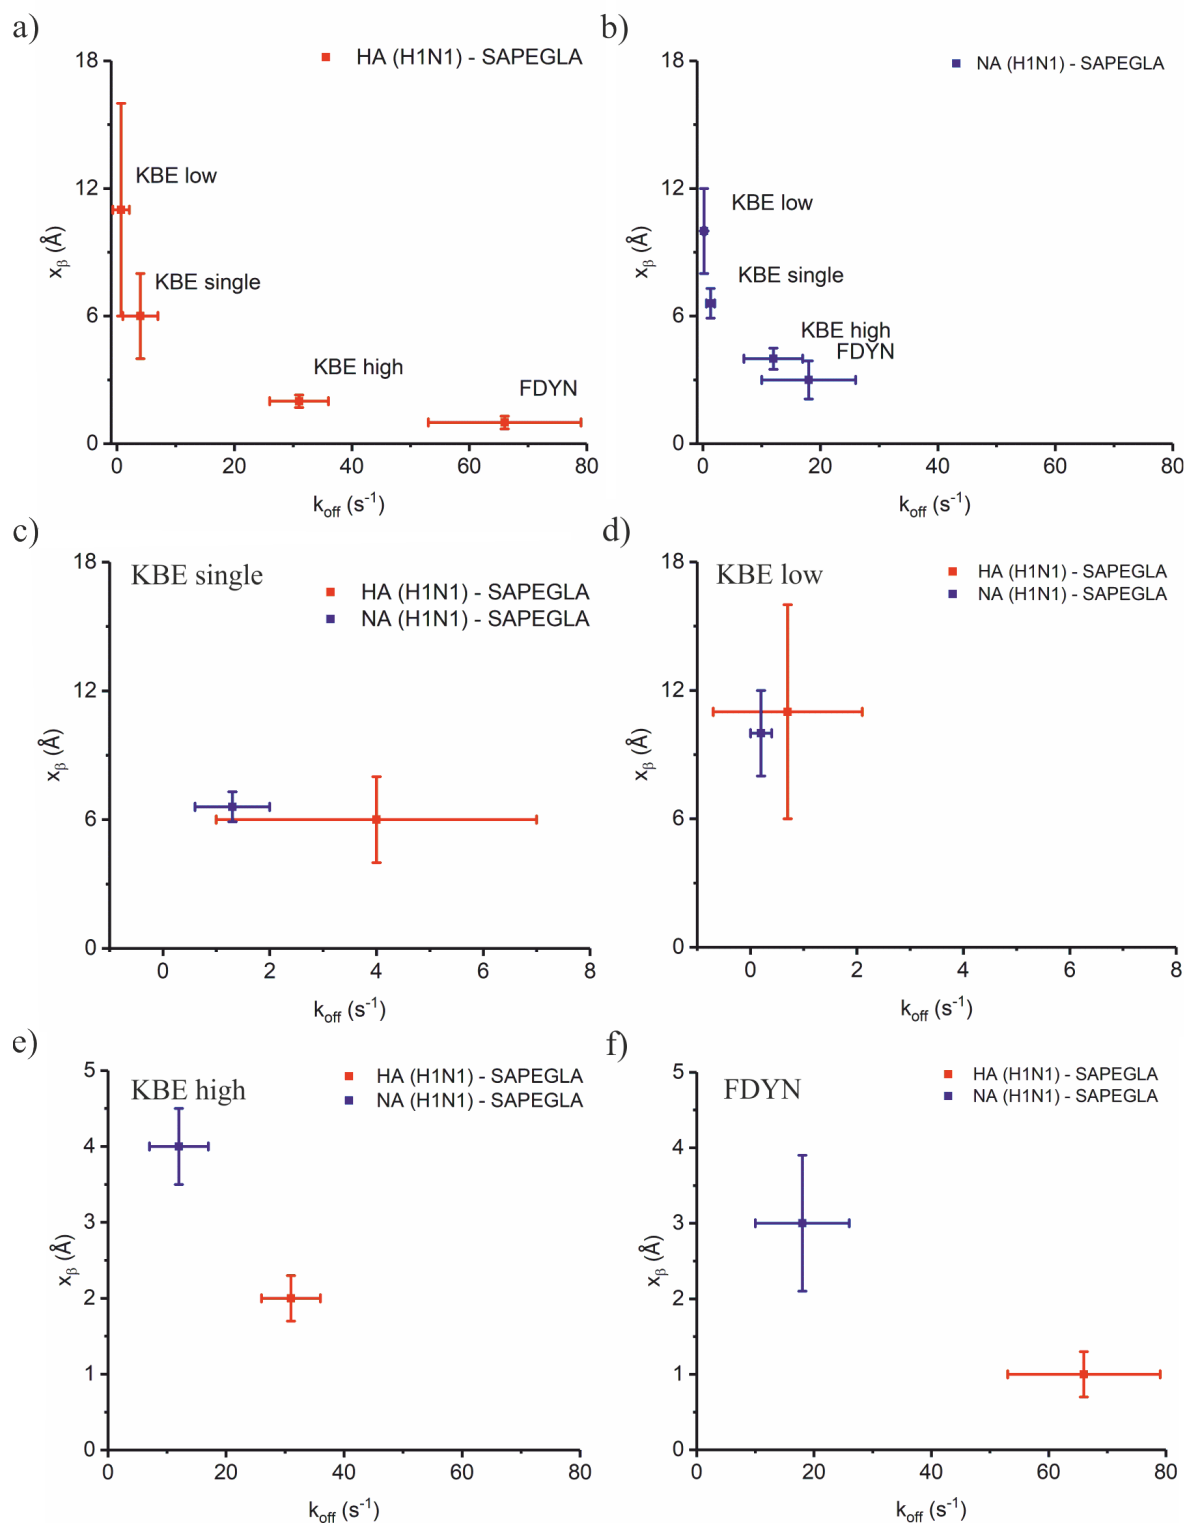 a)
HA (H1N1) - SAPEGLA
18
12
6
0
xβ (Å)
KBE low
KBE single
KBE high
FDYN
0 20 40 60 80
koff (s-1)
b)
NA (H1N1) - SAPEGLA
18
12
6
0
xβ (Å)
KBE low
KBE single
KBE high
FDYN
0 20 40 60 80
koff (s-1)
c)
KBE single
HA (H1N1) - SAPEGLA
NA (H1N1) - SAPEGLA
18
12
6
0
xβ (Å)
0 2 4 6 8
koff (s-1)
d)
KBE low
HA (H1N1) - SAPEGLA
NA (H1N1) - SAPEGLA
18
12
6
0
xβ (Å)
0 2 4 6 8
koff (s-1)
e)
KBE high
HA (H1N1) - SAPEGLA
NA (H1N1) - SAPEGLA
5
4
3
2
1
0
xβ (Å)
0 20 40 60 80
koff (s-1)
f)
FDYN
HA (H1N1) - SAPEGLA
NA (H1N1) - SAPEGLA
5
4
3
2
1
0
xβ (Å)
0 20 40 60 80
koff (s-1)